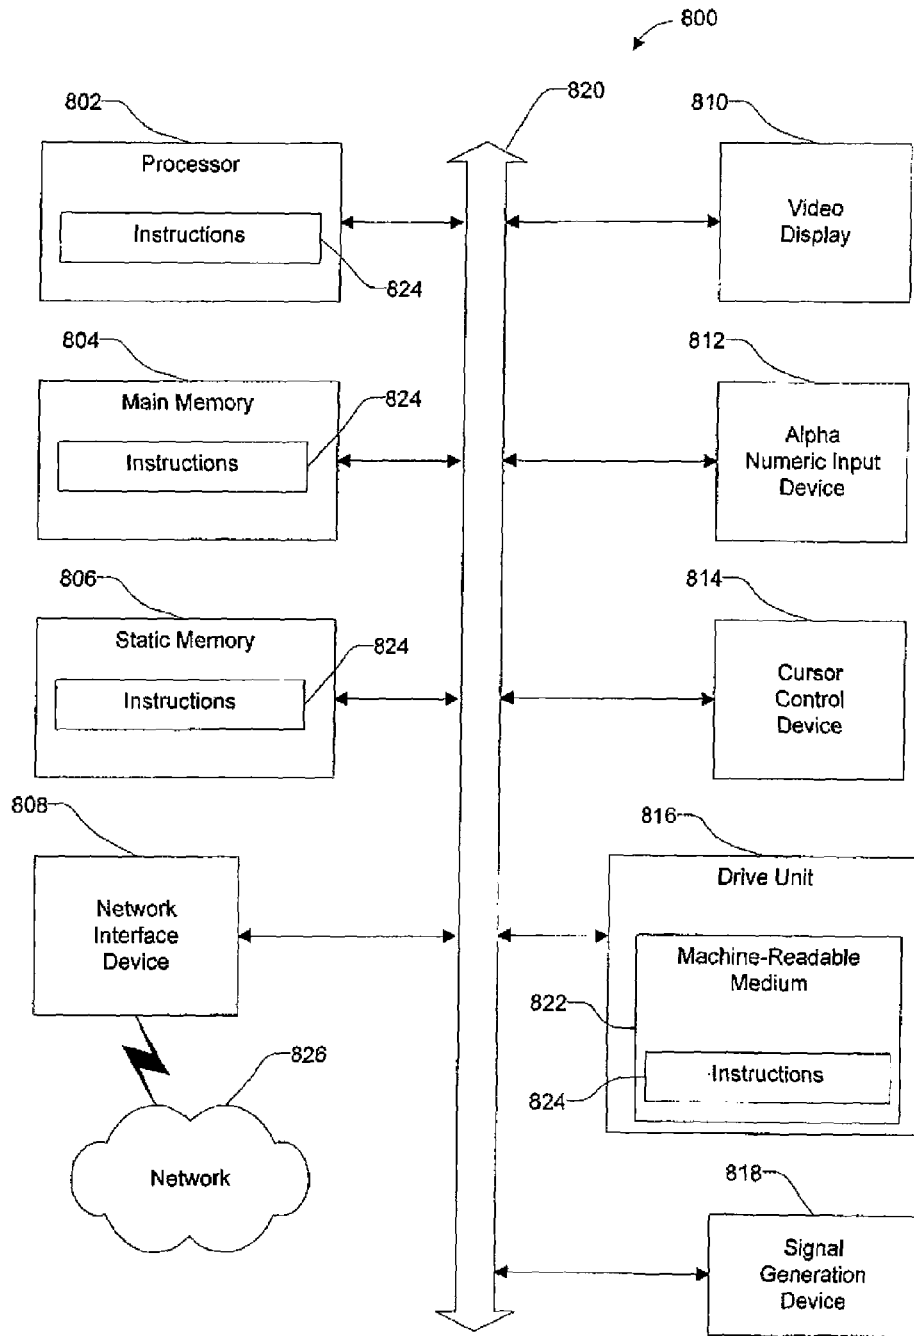 800
820
802
810
Processor
Instructions
824
Video
Display
804
812
Main Memory
824
Instructions
Alpha
Numeric Input
Device
806
814
Static Memory
824
Instructions
Cursor
Control
Device
808
816
Network
Interface
Device
Drive Unit
Machine-Readable
Medium
822
824
Instructions
826
Network
818
Signal
Generation
Device